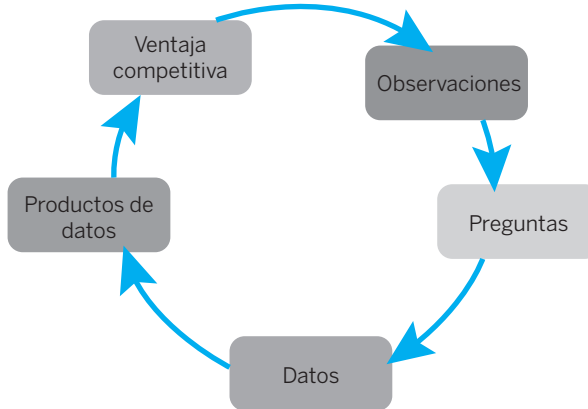 Ventaja
competitiva
Observaciones
Preguntas
Datos
Productos de
datos